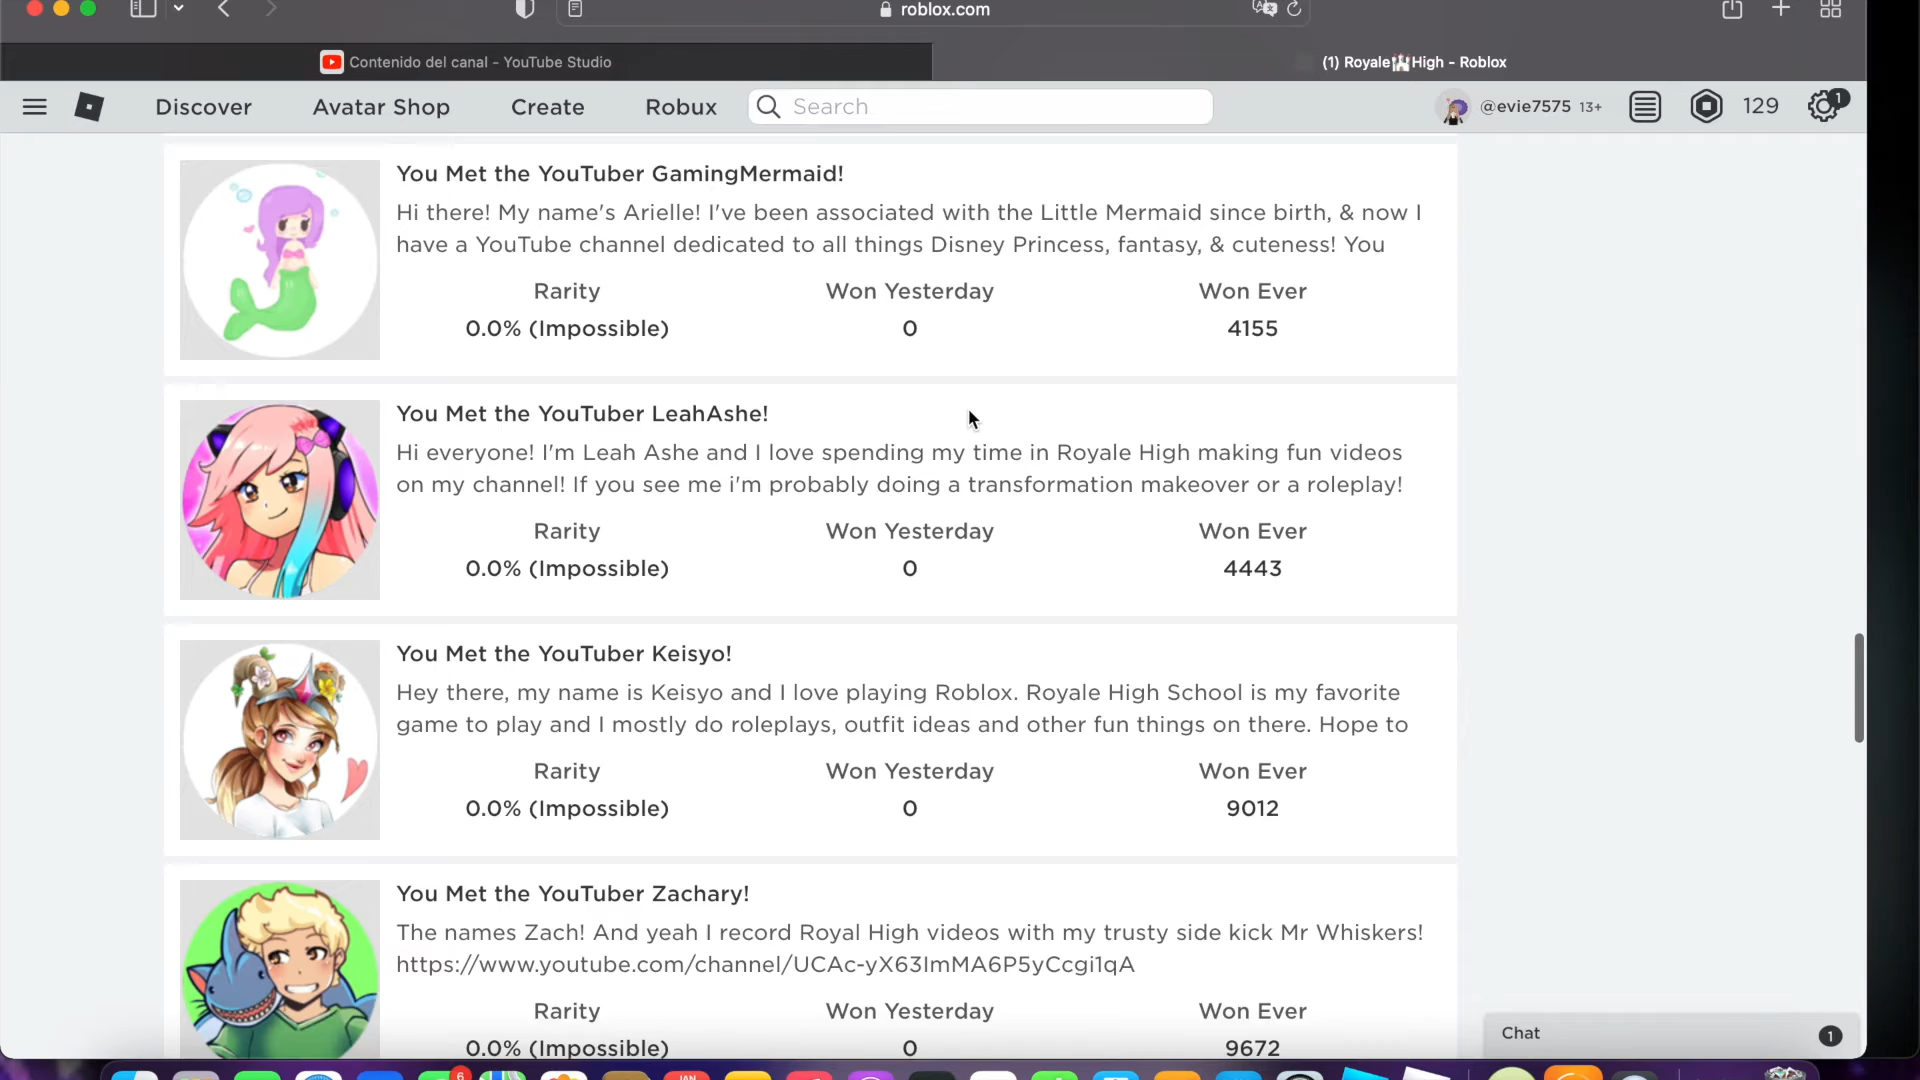 roblox.com
Contenido del canal - YouTube Studio
(1) Royale🏰High - Roblox
Discover
Avatar Shop
Create
Robux
Search
@evie7575 13+
129
1
You Met the YouTuber GamingMermaid!
Hi there! My name's Arielle! I've been associated with the Little Mermaid since birth, & now I
have a YouTube channel dedicated to all things Disney Princess, fantasy, & cuteness! You
Rarity Won Yesterday Won Ever
0.0% (Impossible) 0 4155
You Met the YouTuber LeahAshe!
Hi everyone! I'm Leah Ashe and I love spending my time in Royale High making fun videos
on my channel! If you see me i'm probably doing a transformation makeover or a roleplay!
Rarity Won Yesterday Won Ever
0.0% (Impossible) 0 4443
You Met the YouTuber Keisyo!
Hey there, my name is Keisyo and I love playing Roblox. Royale High School is my favorite
game to play and I mostly do roleplays, outfit ideas and other fun things on there. Hope to
Rarity Won Yesterday Won Ever
0.0% (Impossible) 0 9012
You Met the YouTuber Zachary!
The names Zach! And yeah I record Royal High videos with my trusty side kick Mr Whiskers!
https://www.youtube.com/channel/UCAc-yX63ImMA6P5yCcgi1qA
Rarity Won Yesterday Won Ever
0.0% (Impossible) 0 9672
Chat 1
6
JAN